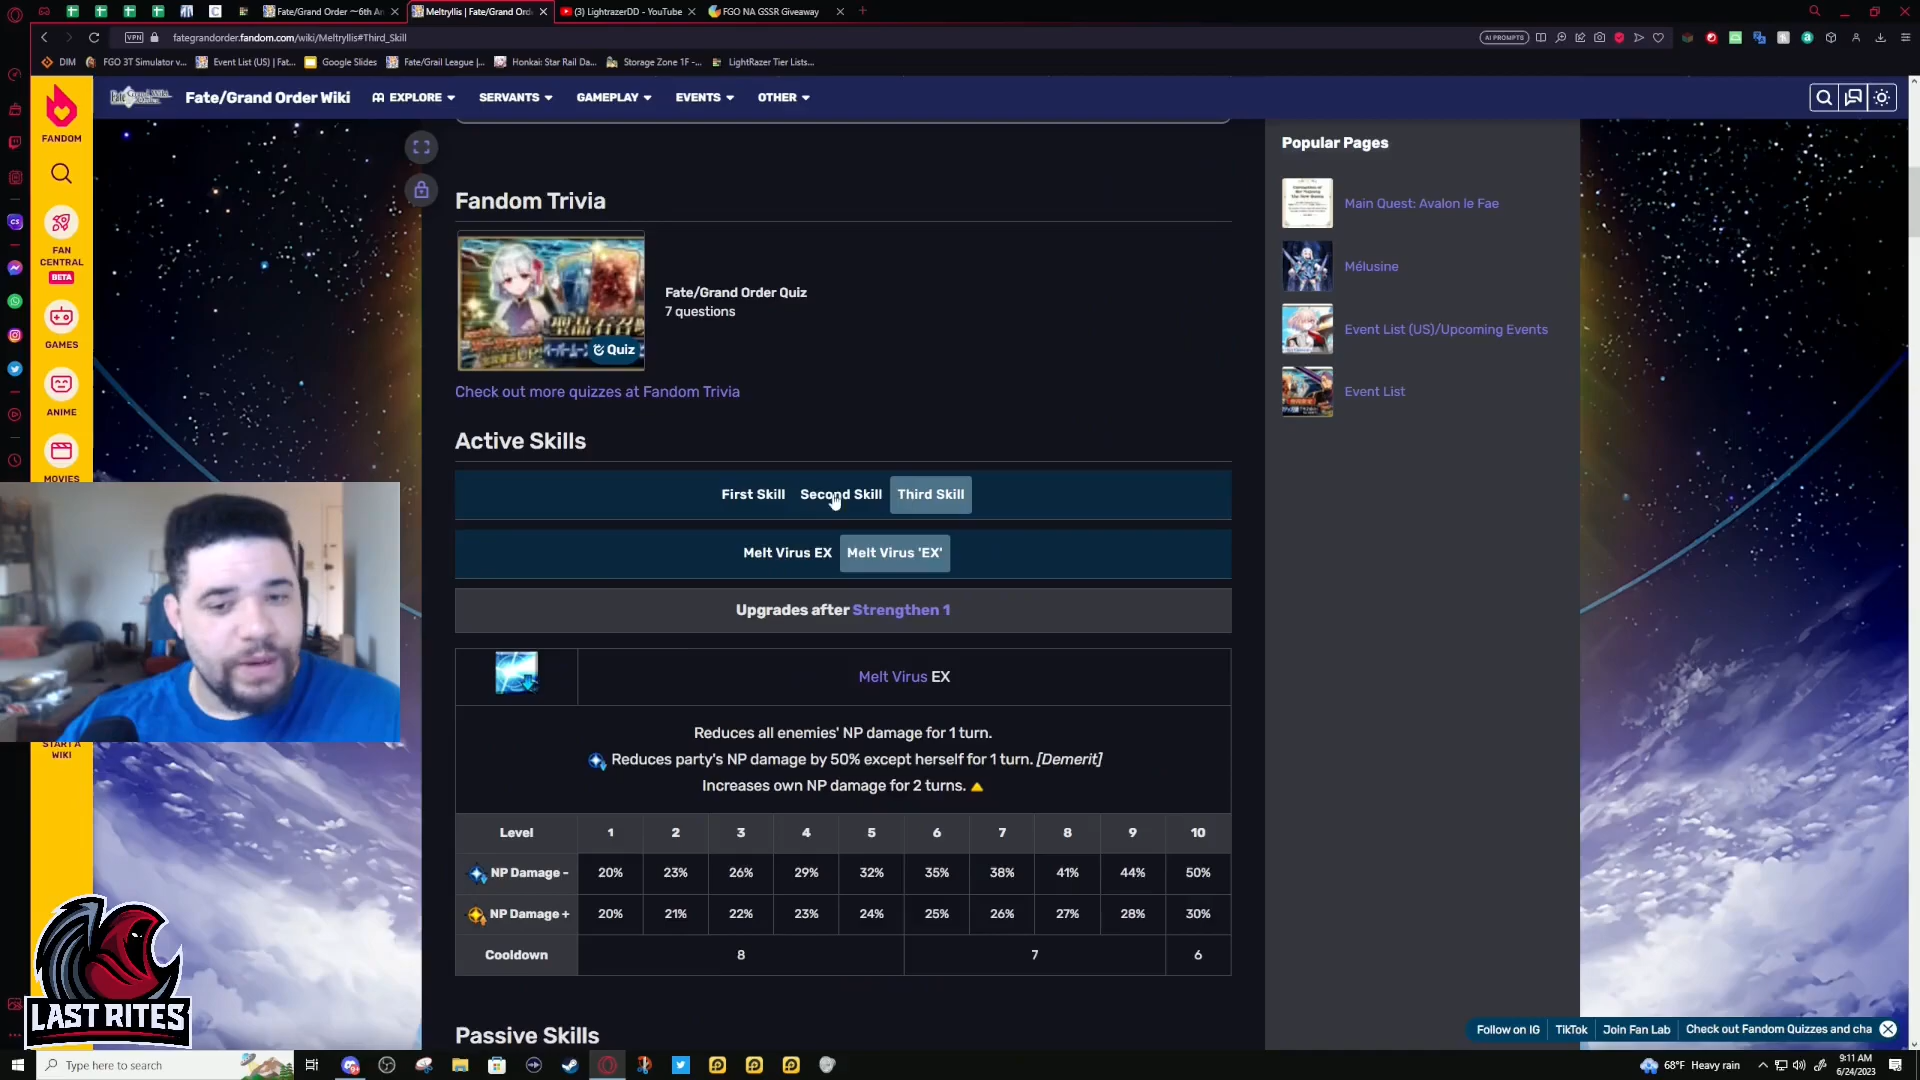 Fate/Grand Order ~6th An
Meltryllis | Fate/Grand Ord
(3) LightrazerDD - YouTube
FGO NA GSSR Giveaway
VPN
fategrandorder.fandom.com/wiki/Meltryllis#Third_Skill
AI PROMPTS
DIM
FGO 3T Simulator v...
Event List (US) | Fat...
Google Slides
Fate/Grail League |...
Honkai: Star Rail Da...
Storage Zone 1F -...
LightRazer Tier Lists...
FANDOM
Fate/Grand Order Wiki
EXPLORE
SERVANTS
GAMEPLAY
EVENTS
OTHER
FAN
CENTRAL
BETA
GAMES
ANIME
MOVIES
START A
WIKI
Fandom Trivia
Quiz
Fate/Grand Order Quiz
7 questions
Check out more quizzes at Fandom Trivia
Active Skills
First Skill Second Skill Third Skill
Melt Virus EX Melt Virus 'EX'
Upgrades after Strengthen 1
Melt Virus EX
Reduces all enemies' NP damage for 1 turn.
Reduces party's NP damage by 50% except herself for 1 turn. [Demerit]
Increases own NP damage for 2 turns.
Level 1 2 3 4 5 6 7 8 9 10
NP Damage - 20% 23% 26% 29% 32% 35% 38% 41% 44% 50%
NP Damage + 20% 21% 22% 23% 24% 25% 26% 27% 28% 30%
Cooldown 8 7 6
Passive Skills
Popular Pages
Main Quest: Avalon le Fae
Mélusine
Event List (US)/Upcoming Events
Event List
LAST RITES
Follow on IG
TikTok
Join Fan Lab
Check out Fandom Quizzes and cha
Type here to search
68°F Heavy rain
9:11 AM
6/24/2023